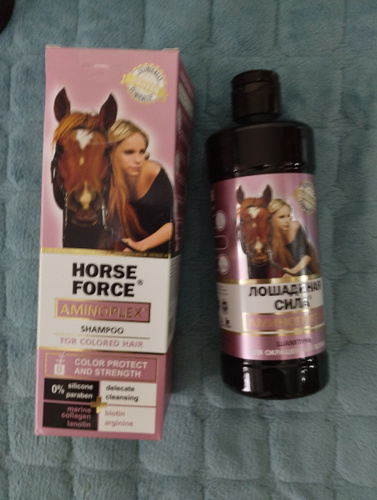 HORSE
FORCE®
AMINOPLEX
SHAMPOO
FOR COLORED HAIR
COLOR PROTECT
AND STRENGTH
0% silicone
paraben
delecate
cleansing
marine
collagen
lanolin
biotin
arginine
ЛОШАДИНАЯ
СИЛА
ШАМПУНЬ